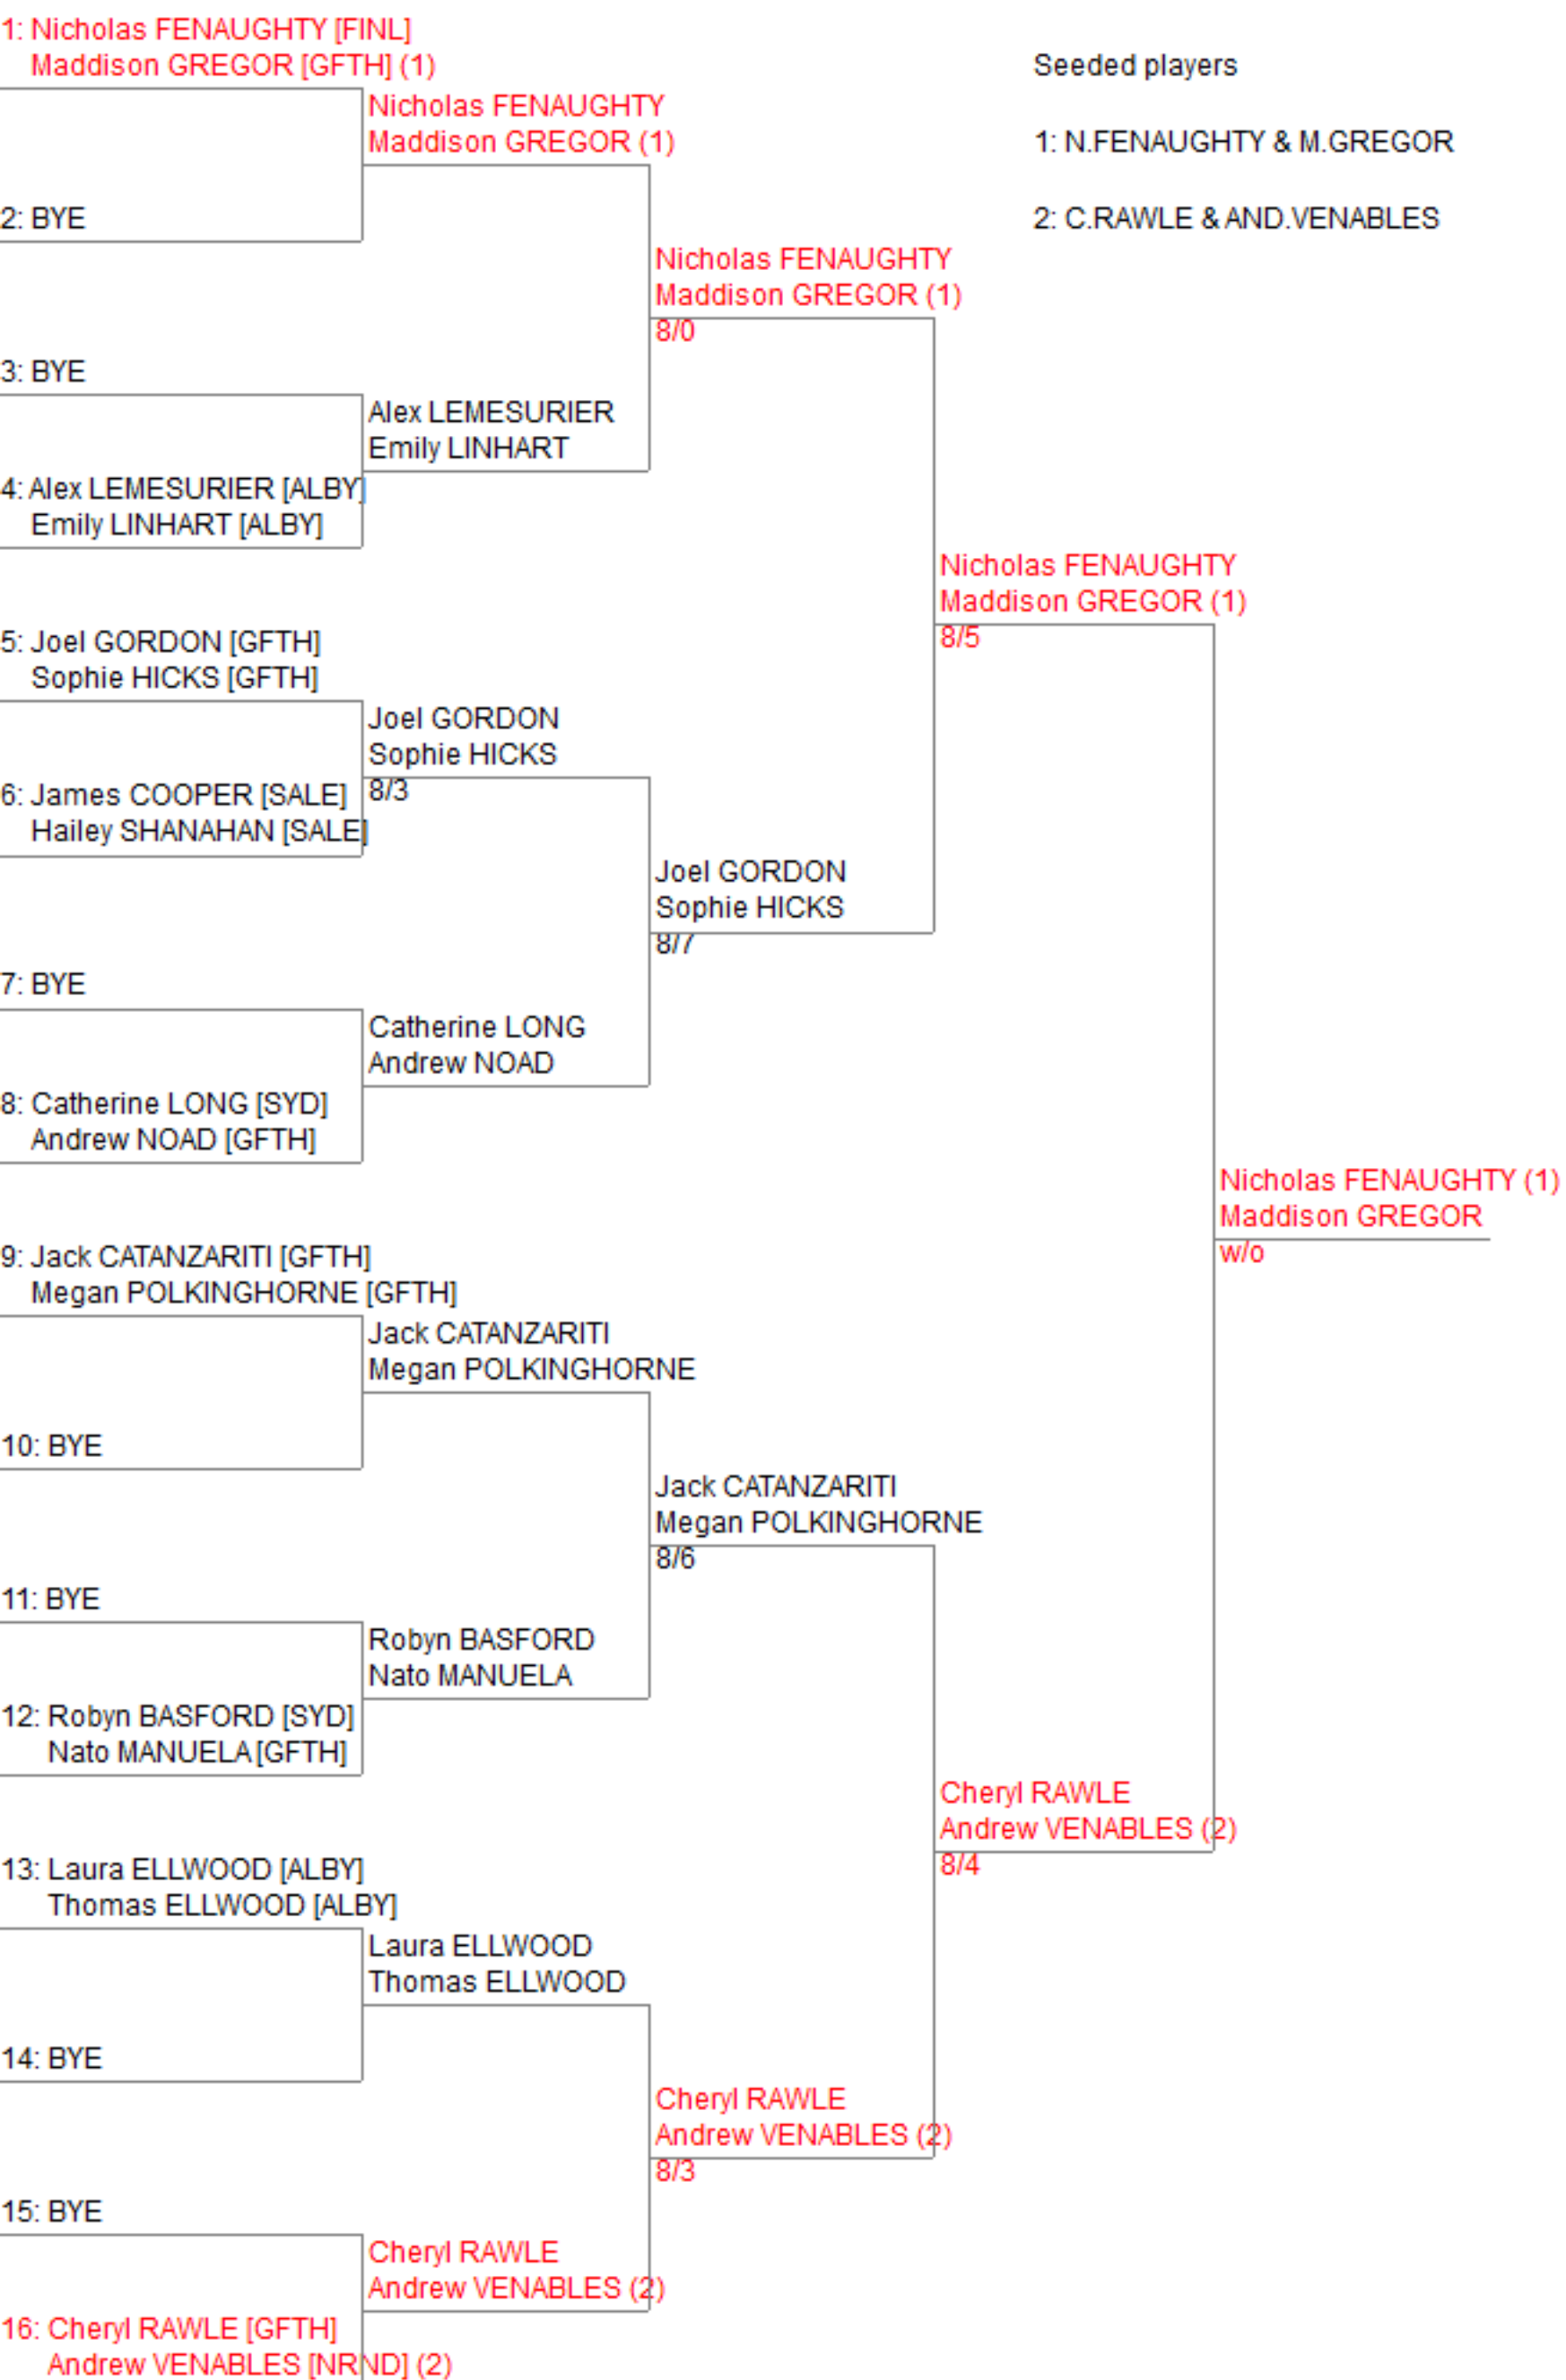 1: Nicholas FENAUGHTY [FINL]
Maddison GREGOR [GFTH] (1)
2: BYE
3: BYE
4: Alex LEMESURIER [ALBY]
Emily LINHART [ALBY]
5: Joel GORDON [GFTH]
Sophie HICKS [GFTH]
6: James COOPER [SALE]
Hailey SHANAHAN [SALE]
7: BYE
8: Catherine LONG [SYD]
Andrew NOAD [GFTH]
9: Jack CATANZARITI [GFTH]
Megan POLKINGHORNE [GFTH]
10: BYE
11: BYE
12: Robyn BASFORD [SYD]
Nato MANUELA [GFTH]
13: Laura ELLWOOD [ALBY]
Thomas ELLWOOD [ALBY]
14: BYE
15: BYE
16: Cheryl RAWLE [GFTH]
Andrew VENABLES [NRND] (2)
Nicholas FENAUGHTY
Maddison GREGOR (1)
Alex LEMESURIER
Emily LINHART
Joel GORDON
Sophie HICKS
8/3
Catherine LONG
Andrew NOAD
Jack CATANZARITI
Megan POLKINGHORNE
Robyn BASFORD
Nato MANUELA
Laura ELLWOOD
Thomas ELLWOOD
Cheryl RAWLE
Andrew VENABLES (2)
Nicholas FENAUGHTY
Maddison GREGOR (1)
8/0
Joel GORDON
Sophie HICKS
8/7
Jack CATANZARITI
Megan POLKINGHORNE
8/6
Cheryl RAWLE
Andrew VENABLES (2)
8/3
Nicholas FENAUGHTY
Maddison GREGOR (1)
8/5
Cheryl RAWLE
Andrew VENABLES (2)
8/4
Nicholas FENAUGHTY (1)
Maddison GREGOR
w/o
Seeded players
1: N.FENAUGHTY & M.GREGOR
2: C.RAWLE & AND.VENABLES